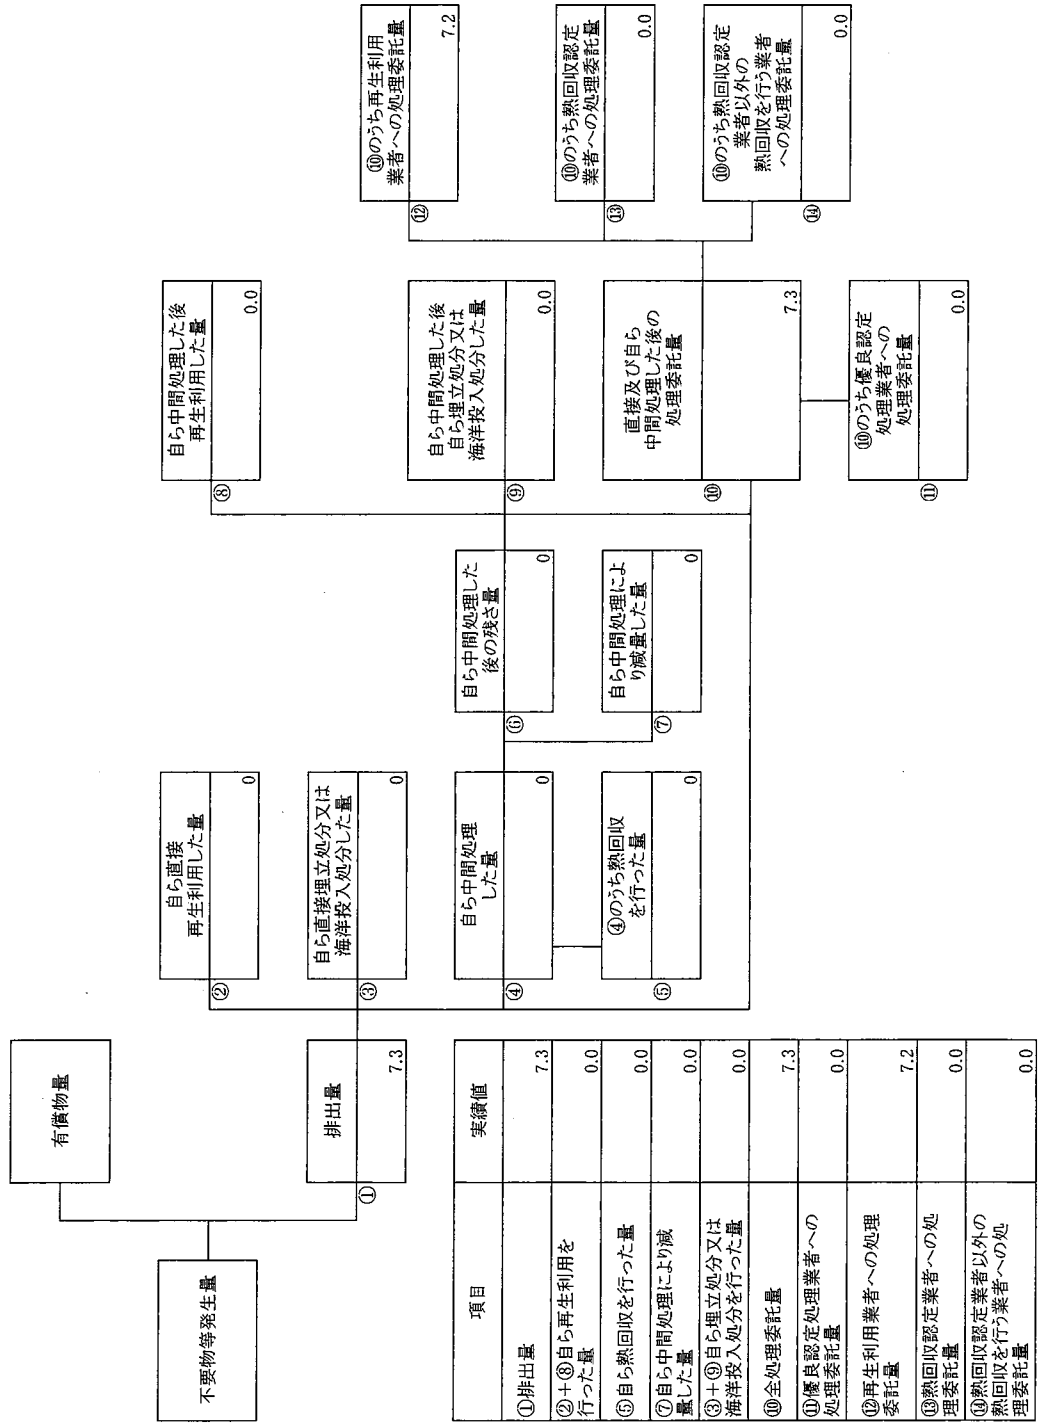 不要物等発生量
有償物量
①
排出量
7.3
②
自ら直接
再生利用した量
0
③
自ら直接埋立処分又は
海洋投入処分した量
0
④
自ら中間処理
した量
0
⑤
④のうち熱回収
を行った量
0
⑥
自ら中間処理した
後の残さ量
0
⑦
自ら中間処理によ
り減量した量
0
⑧
自ら中間処理した後
再生利用した量
0.0
⑨
自ら中間処理した後
自ら埋立処分又は
海洋投入処分した量
0.0
⑩
直接及び自ら
中間処理した後の
処理委託量
7.3
⑪
⑩のうち優良認定
処理業者への
処理委託量
0.0
⑫
⑩のうち再生利用
業者への処理委託量
7.2
⑬
⑩のうち熱回収認定
業者への処理委託量
0.0
⑭
⑩のうち熱回収認定
業者以外の
熱回収を行う業者
への処理委託量
0.0
項目 実績値
①排出量 7.3
②+⑧自ら再生利用を
行った量 0.0
⑤自ら熱回収を行った量 0.0
⑦自ら中間処理により減
量した量 0.0
③+⑨自ら埋立処分又は
海洋投入処分を行った量 0.0
⑩全処理委託量 7.3
⑪優良認定処理業者への
処理委託量 0.0
⑫再生利用業者への処理
委託量 7.2
⑬熱回収認定業者への処
理委託量 0.0
⑭熱回収認定業者以外の
熱回収を行う業者への処
理委託量 0.0